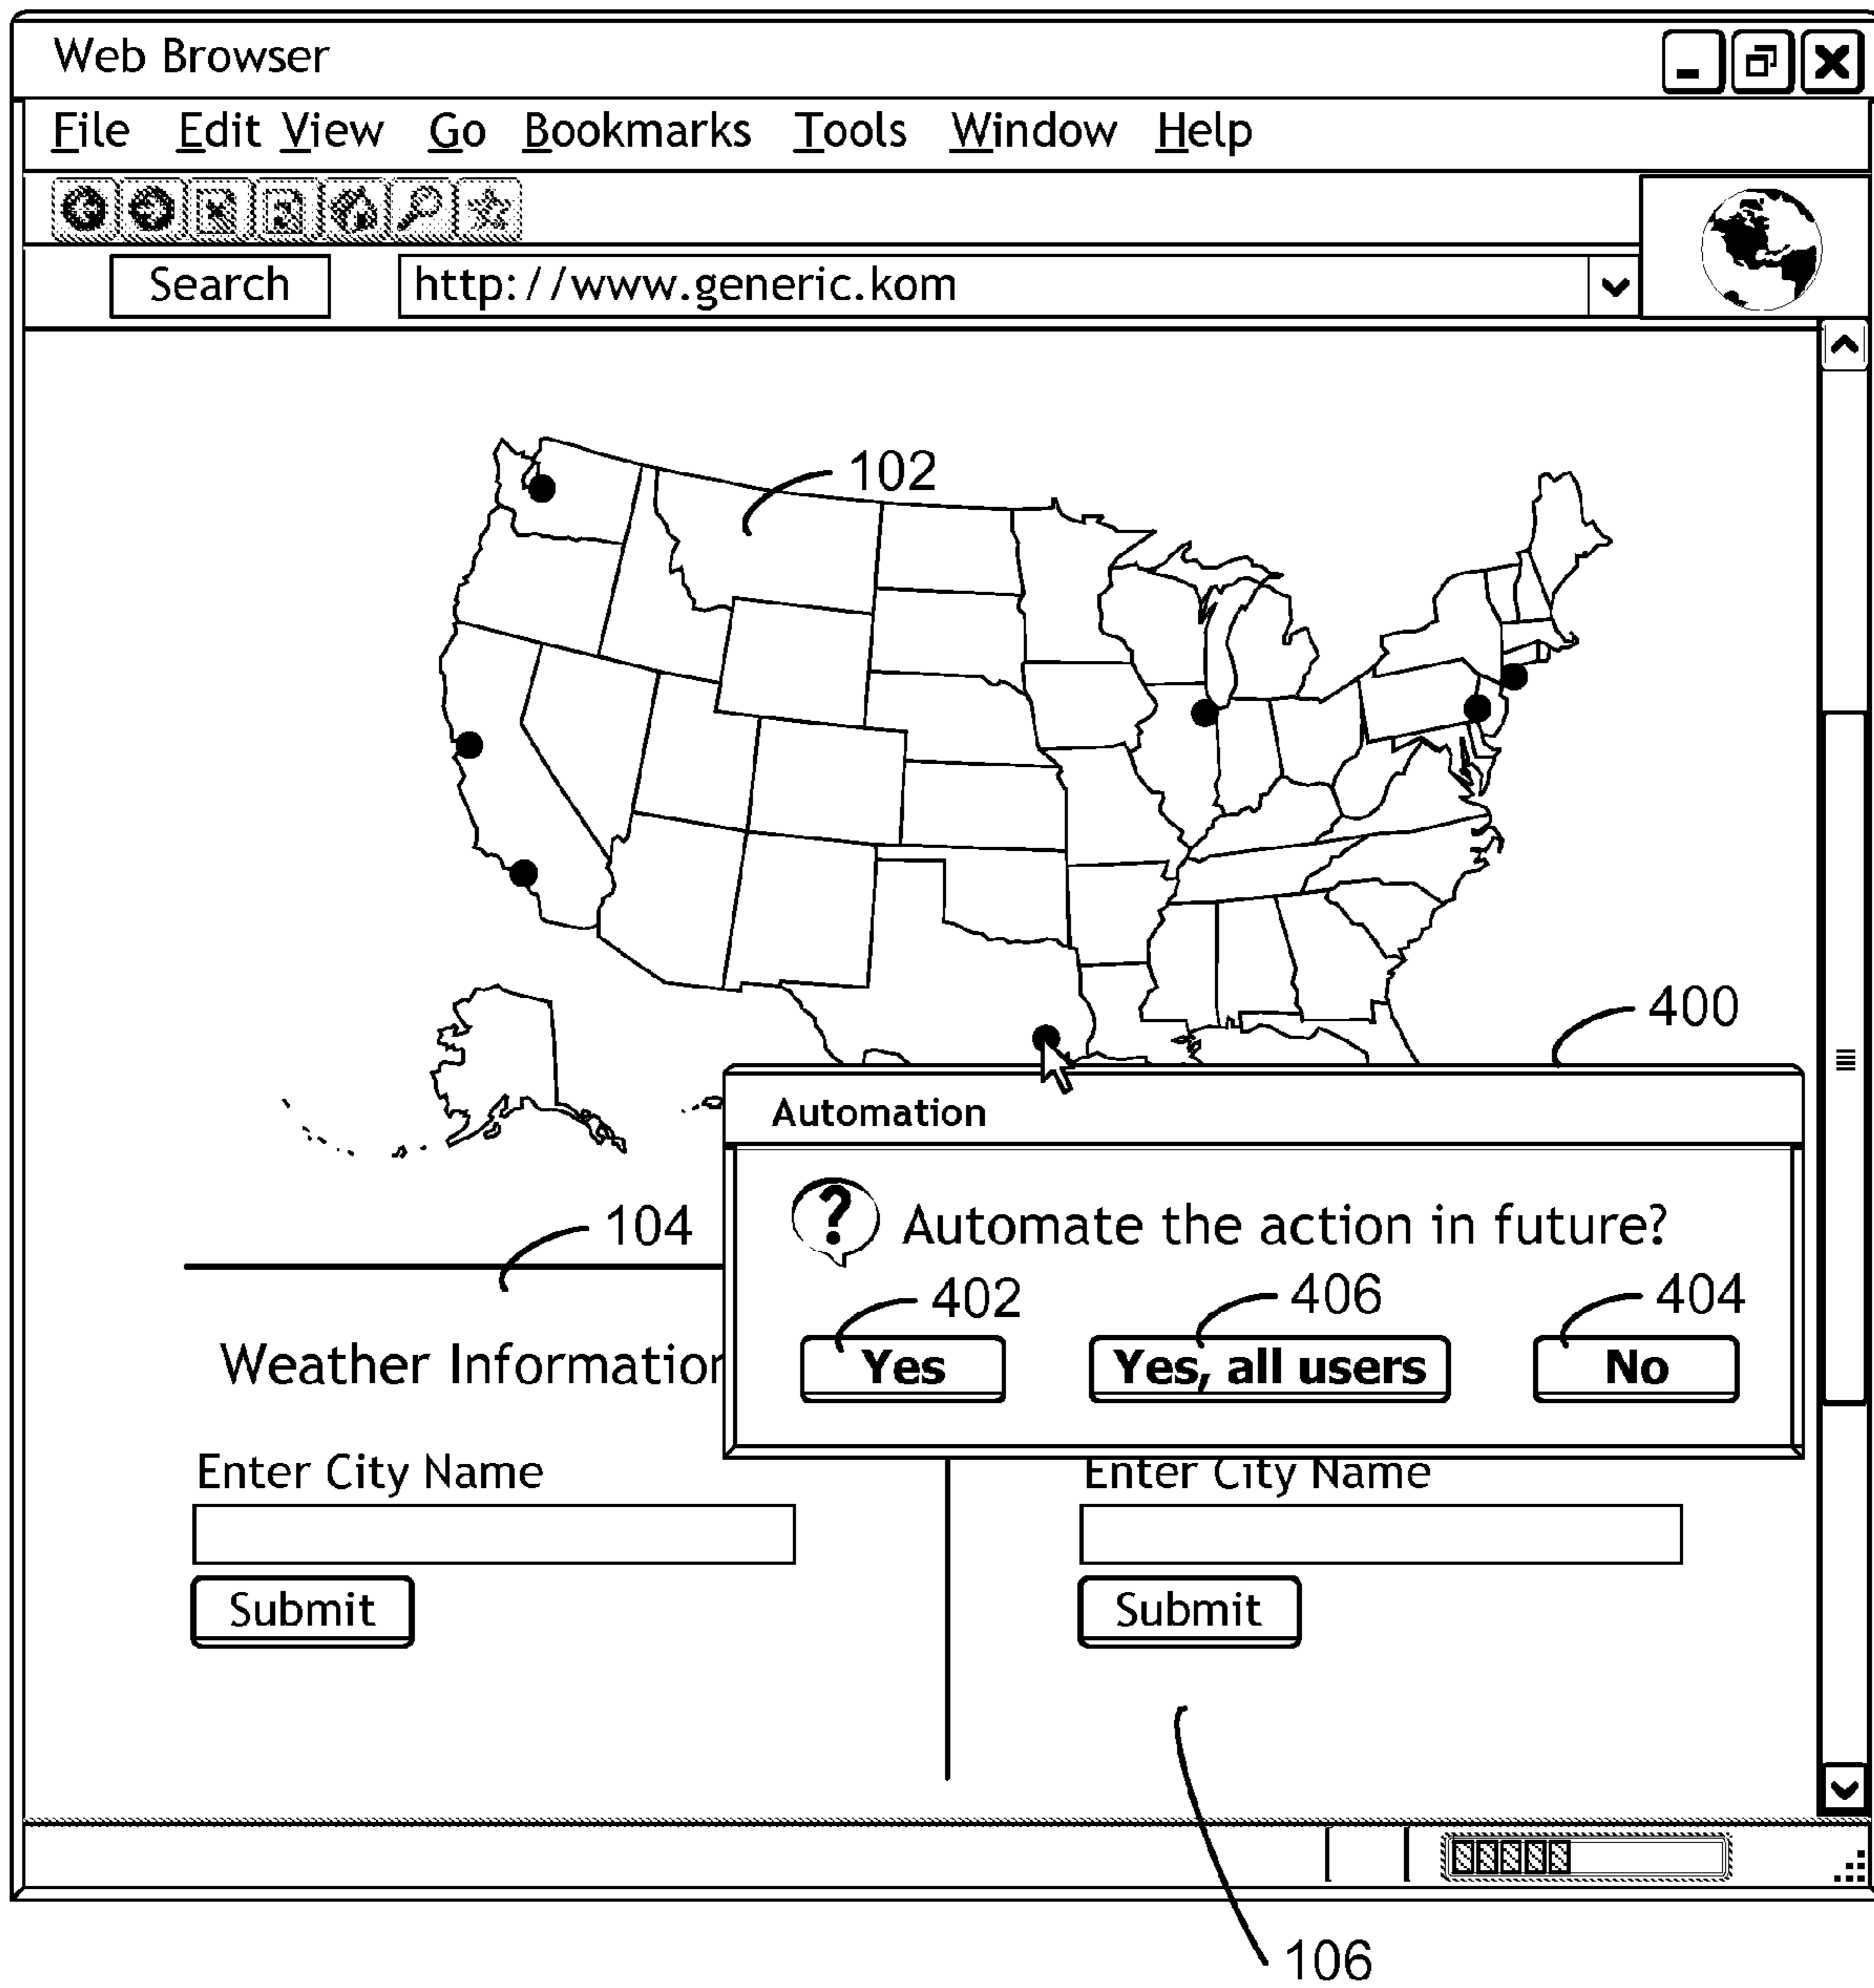 Web Browser
File Edit View Go Bookmarks Tools Window Help
Search http://www.generic.kom
102
400
Automation
104
Automate the action in future?
402 406 404
Weather Information
Yes Yes, all users No
Enter City Name Enter City Name
Submit Submit
106